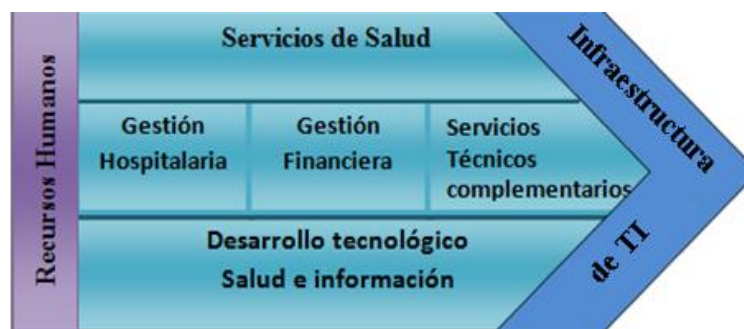 Recursos Humanos
Servicios de Salud
Gestión
Hospitalaria
Gestión
Financiera
Servicios
Técnicos
complementarios
Desarrollo tecnológico
Salud e información
Infraestructura
de TI